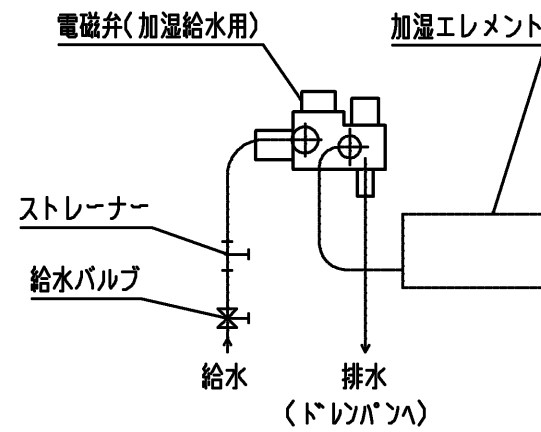 電磁弁(加湿給水用)
加湿エレメント
ストレーナー
給水バルブ
給水
排水
(ドレンパンへ)